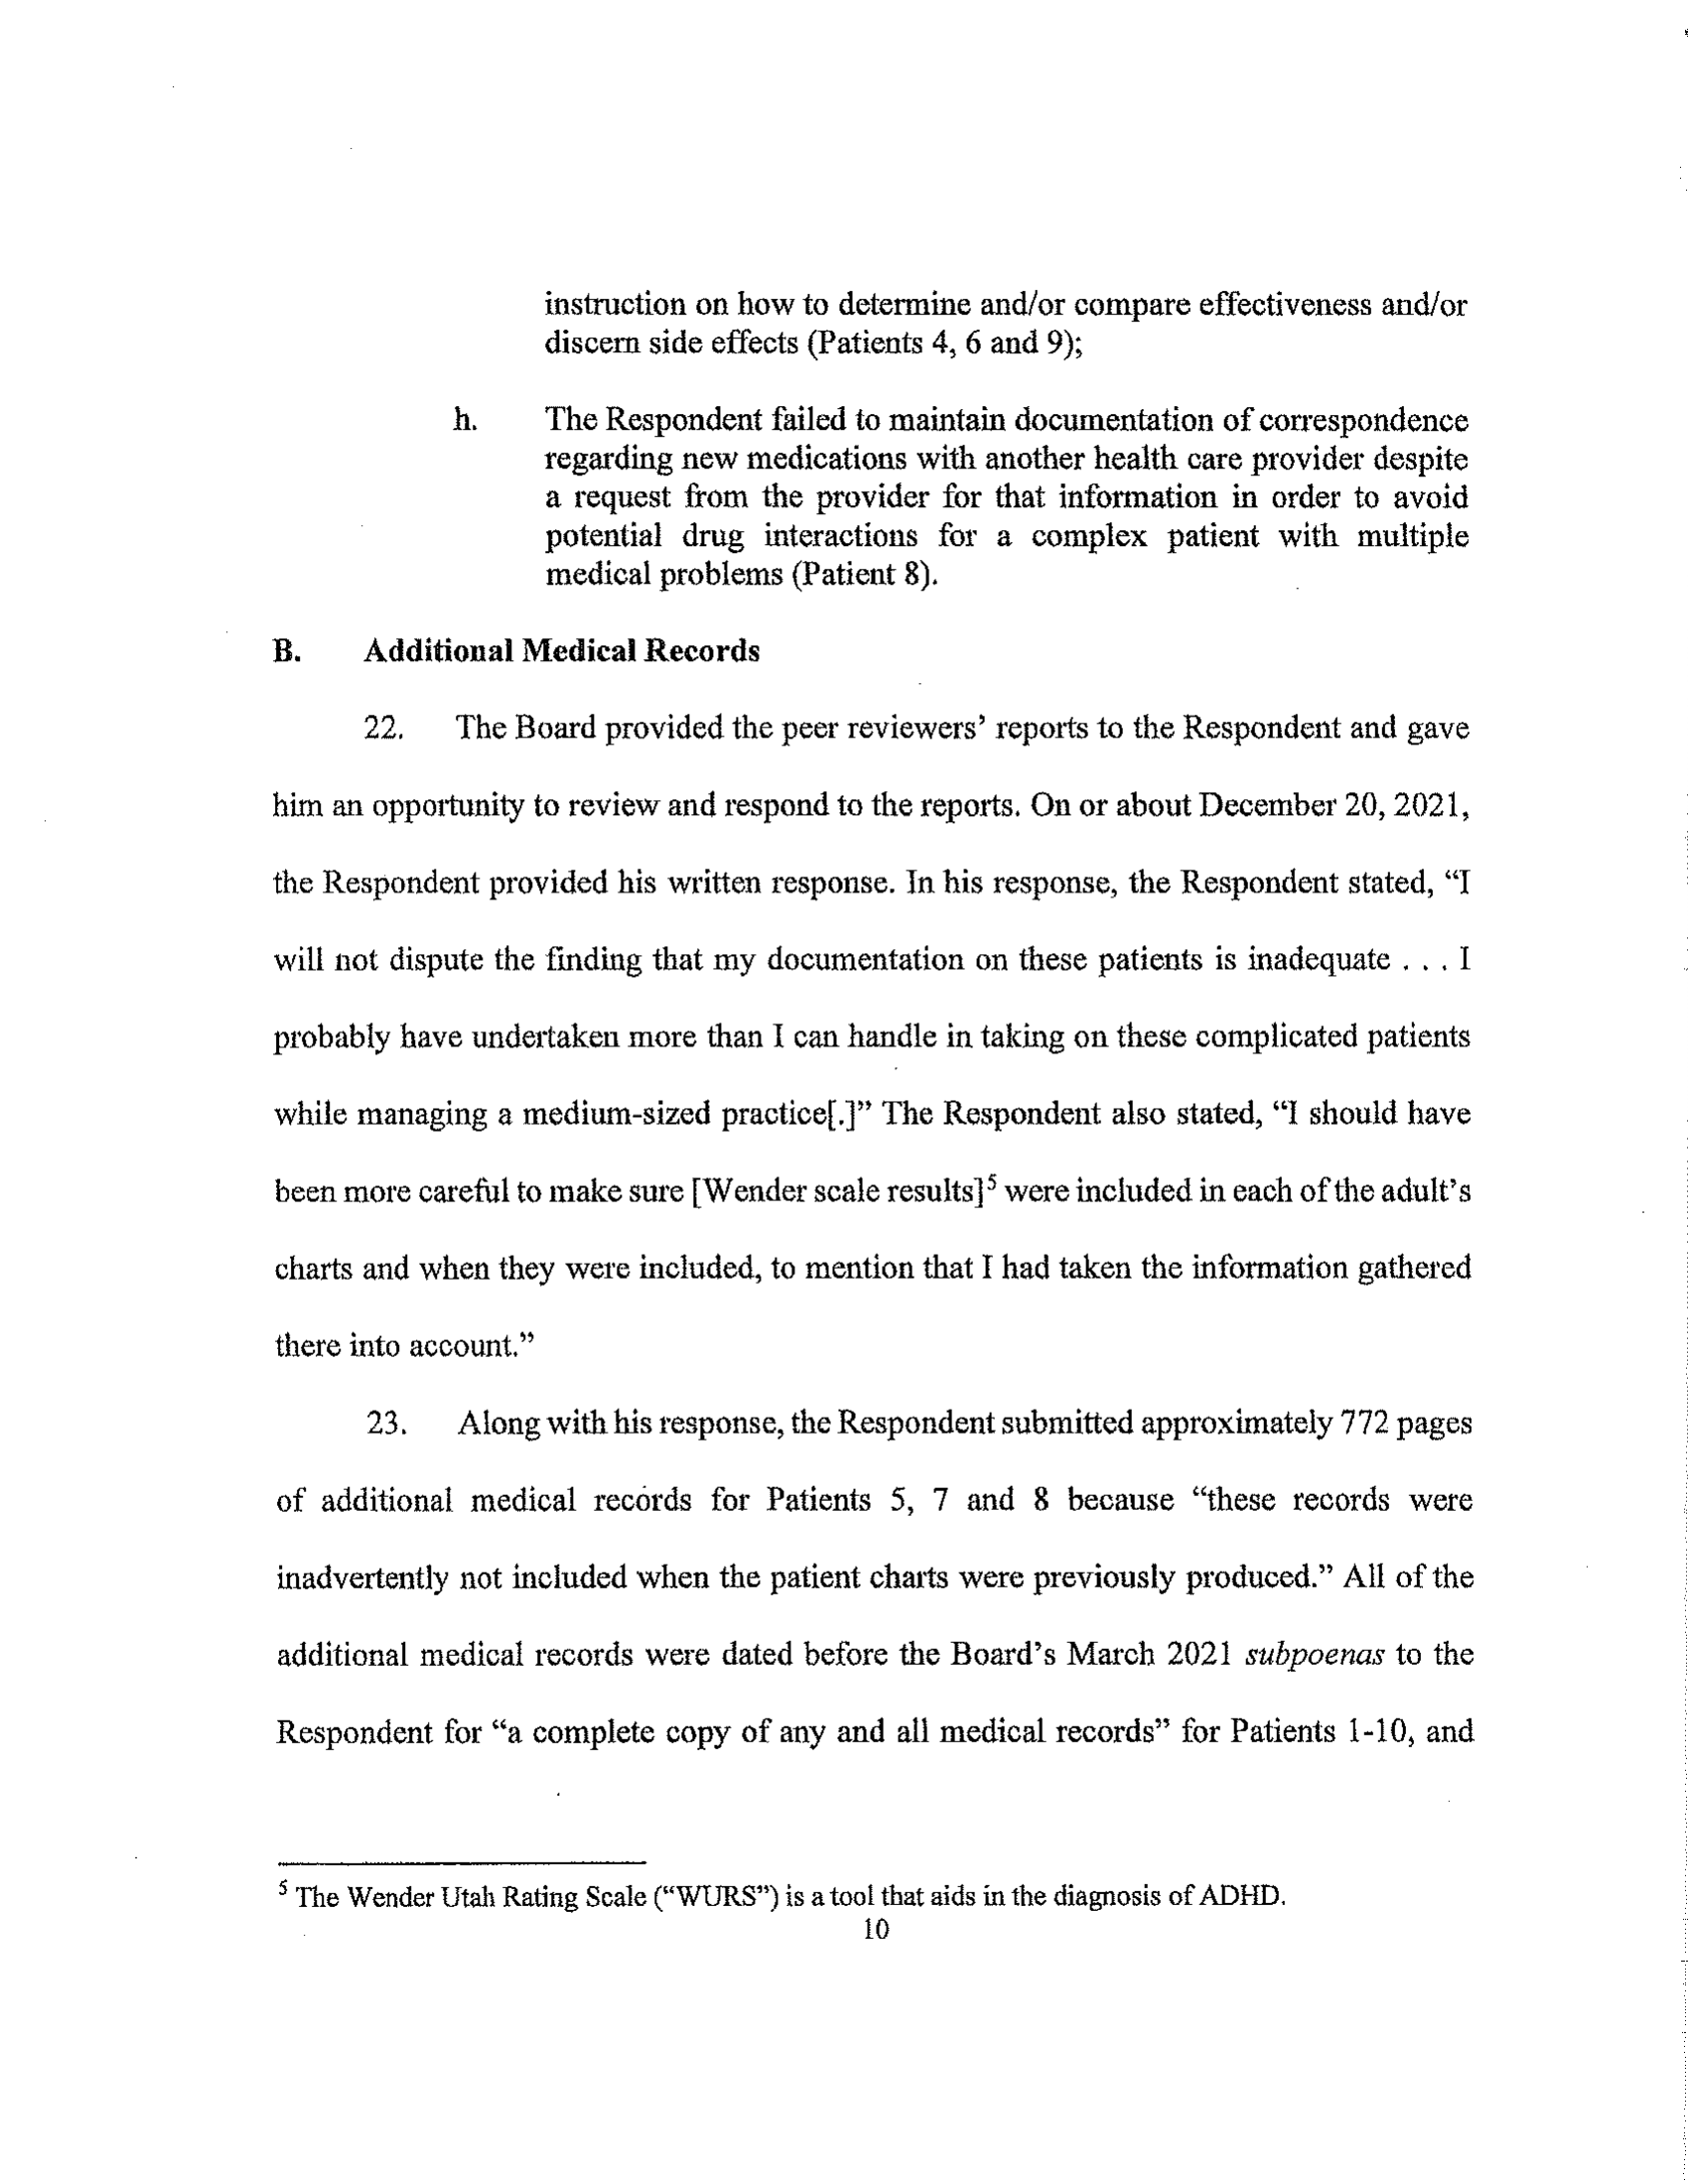 instruction on how to determine and/or compare effectiveness and/or
discern side effects (Patients 4, 6 and 9);
h. The Respondent failed to maintain documentation of correspondence
regarding new medications with another health care provider despite
a request from the provider for that information in order to avoid
potential drug interactions for a complex patient with multiple
medical problems (Patient 8).
B. Additional Medical Records
22. The Board provided the peer reviewers’ reports to the Respondent and gave
him an opportunity to review and respond to the reports. On or about December 20, 2021,
the Respondent provided his written response. In his response, the Respondent stated, “I
will not dispute the finding that my documentation on these patients is inadequate . . . I
probably have undertaken more than I can handle in taking on these complicated patients
while managing a medium-sized practice[.]” The Respondent also stated, “I should have
been more careful to make sure [Wender scale results]⁵ were included in each of the adult’s
charts and when they were included, to mention that I had taken the information gathered
there into account.”
23. Along with his response, the Respondent submitted approximately 772 pages
of additional medical records for Patients 5, 7 and 8 because “these records were
inadvertently not included when the patient charts were previously produced.” All of the
additional medical records were dated before the Board’s March 2021 subpoenas to the
Respondent for “a complete copy of any and all medical records” for Patients 1-10, and
⁵ The Wender Utah Rating Scale (“WURS”) is a tool that aids in the diagnosis of ADHD.
10